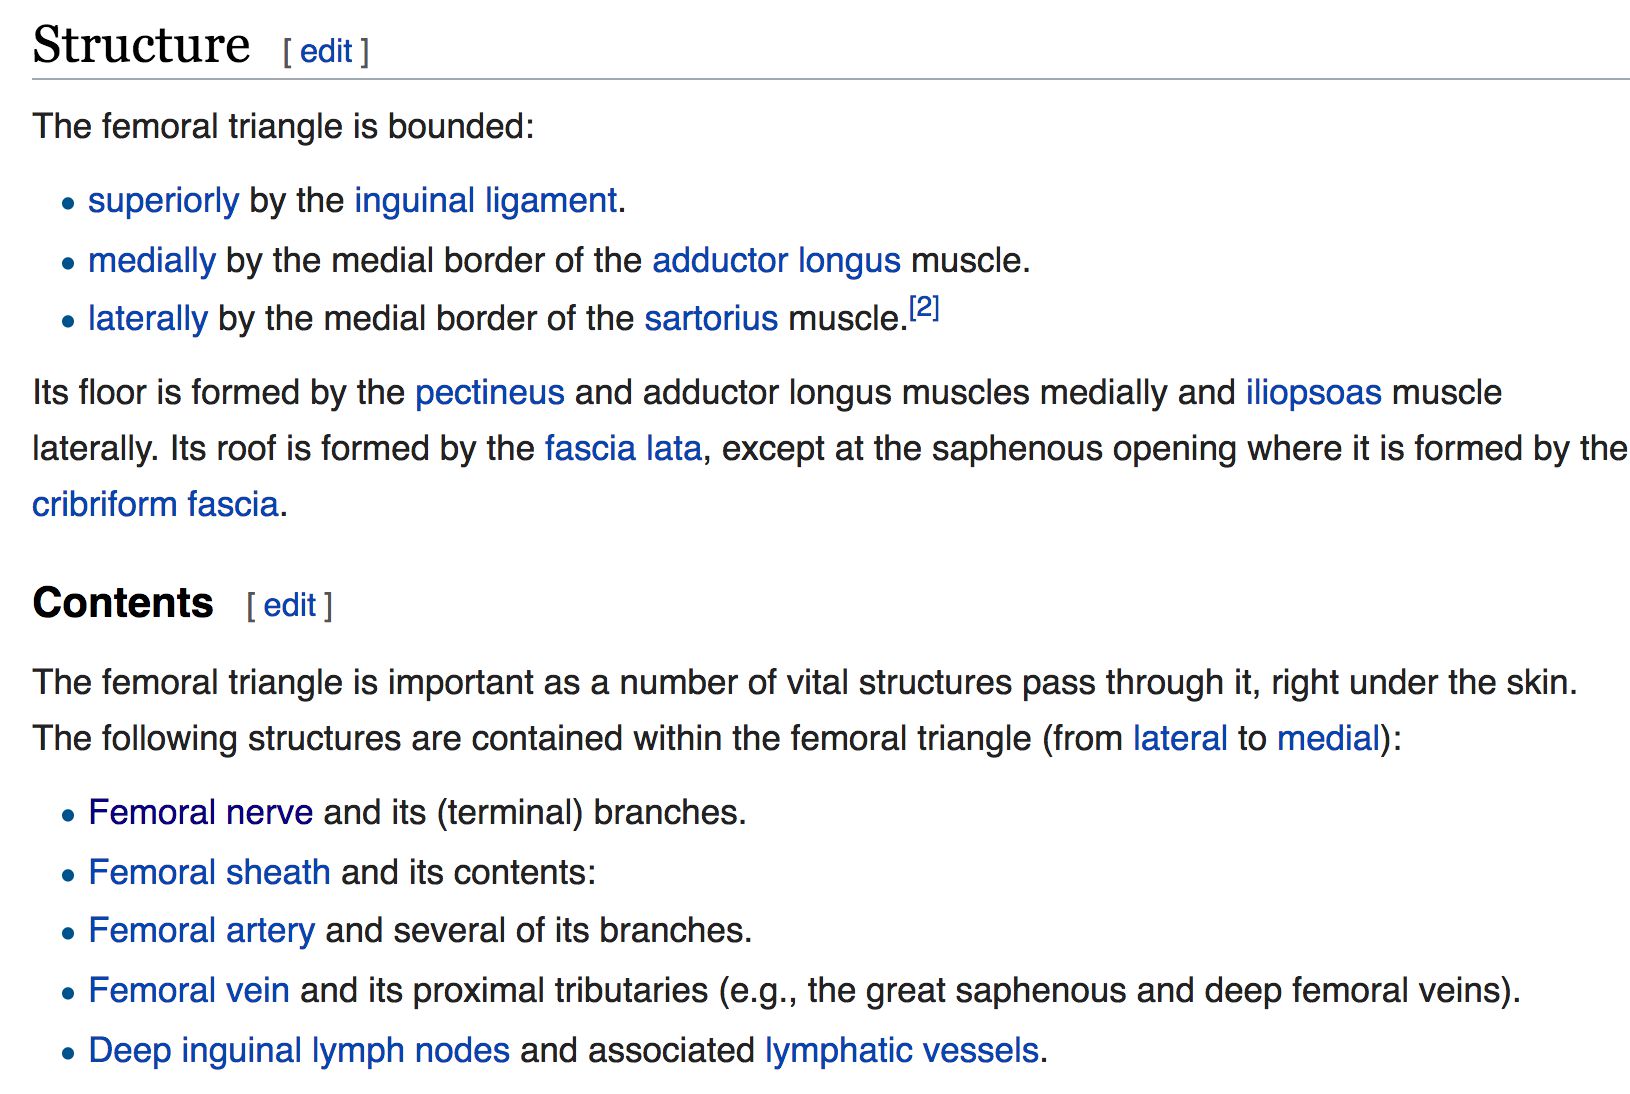 Structure [ edit ]
The femoral triangle is bounded:
• superiorly by the inguinal ligament.
• medially by the medial border of the adductor longus muscle.
• laterally by the medial border of the sartorius muscle.[2]
Its floor is formed by the pectineus and adductor longus muscles medially and iliopsoas muscle
laterally. Its roof is formed by the fascia lata, except at the saphenous opening where it is formed by the
cribriform fascia.
Contents [ edit ]
The femoral triangle is important as a number of vital structures pass through it, right under the skin.
The following structures are contained within the femoral triangle (from lateral to medial):
• Femoral nerve and its (terminal) branches.
• Femoral sheath and its contents:
• Femoral artery and several of its branches.
• Femoral vein and its proximal tributaries (e.g., the great saphenous and deep femoral veins).
• Deep inguinal lymph nodes and associated lymphatic vessels.